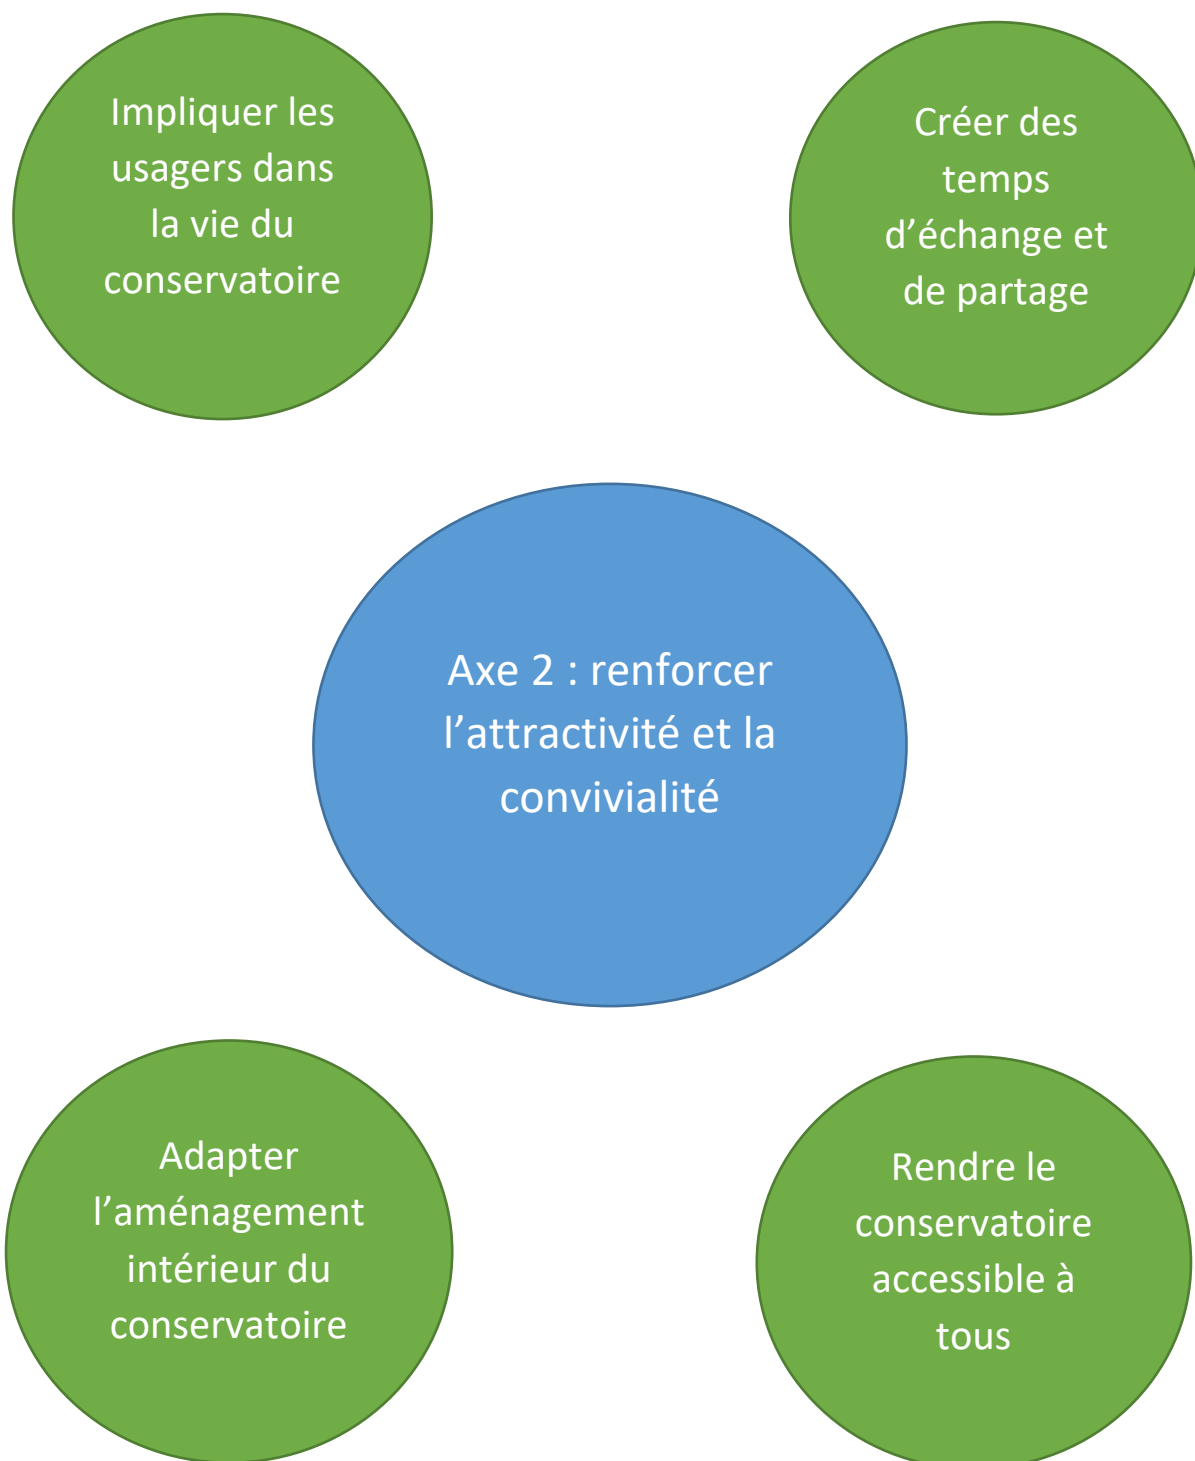 Impliquer les
usagers dans
la vie du
conservatoire
Créer des
temps
d’échange et
de partage
Axe 2 : renforcer
l’attractivité et la
convivialité
Adapter
l’aménagement
intérieur du
conservatoire
Rendre le
conservatoire
accessible à
tous